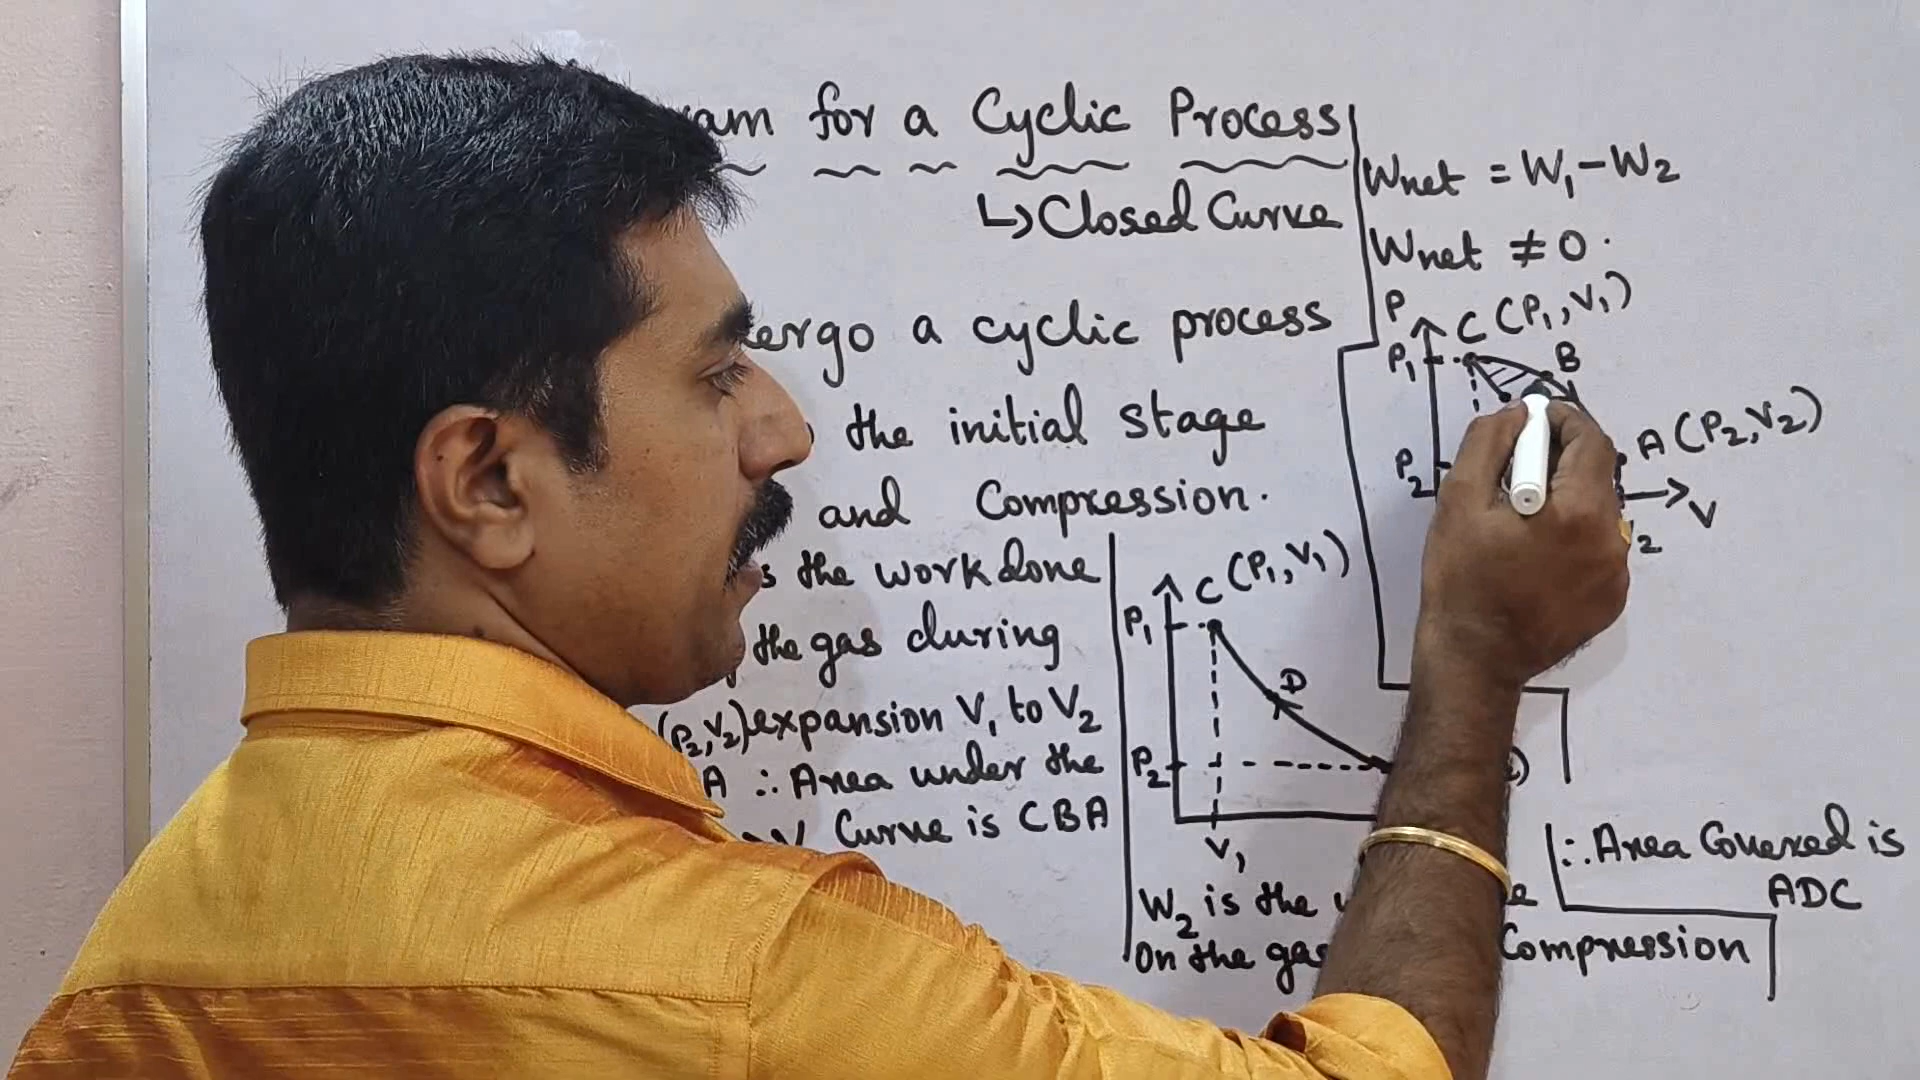 for a Cyclic Process
↳ Closed Curve
a cyclic process
the initial stage
and Compression.
the work done
the gas during
(P2,V2) expansion V1 to V2
A ∴ Area under the
V Curve is CBA
C (P1,V1)
P1
D
P2
V1
W2 is the
On the gas Compression
Wnet = W1 - W2
Wnet ≠ 0.
P
C (P1,V1)
P1
B
A (P2,V2)
P2
V
2
∴ Area Covered is
ADC